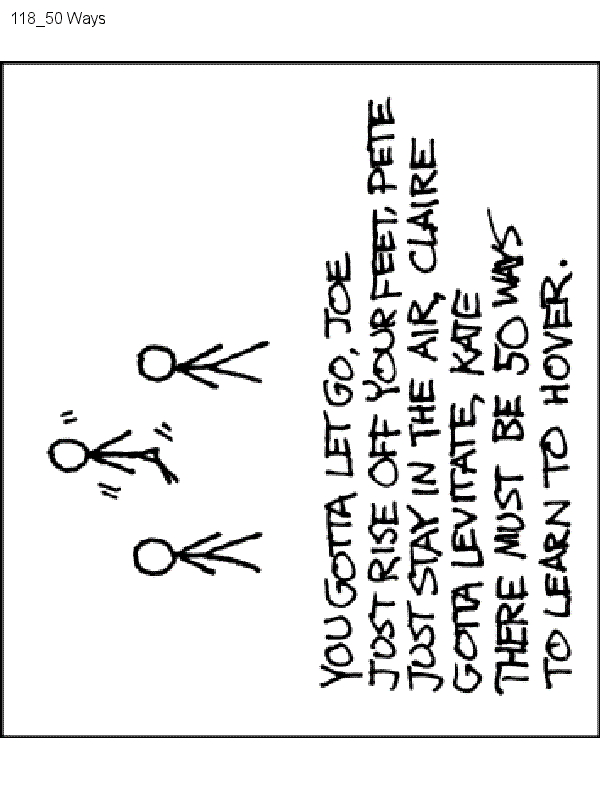 118_50 Ways
YOU GOTTA LET GO, JOE
JUST RISE OFF YOUR FEET, PETE
JUST STAY IN THE AIR, CLAIRE
GOTTA LEVITATE, KATE
THERE MUST BE 50 WAYS
TO LEARN TO HOVER.